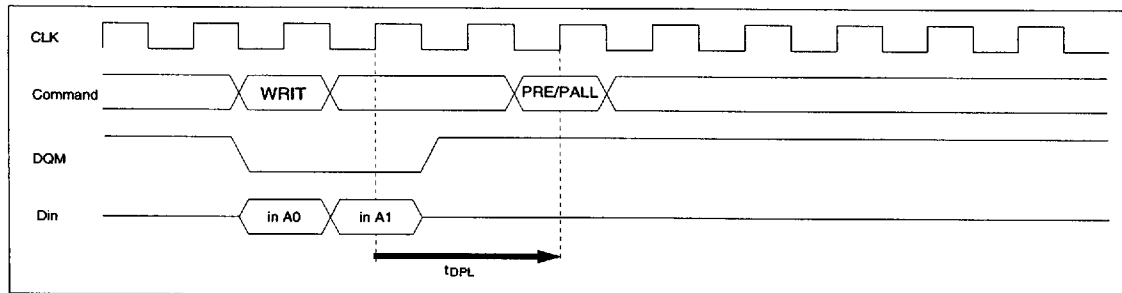 CLK
Command WRIT PRE/PALL
DQM
Din in A0 in A1
tDPL